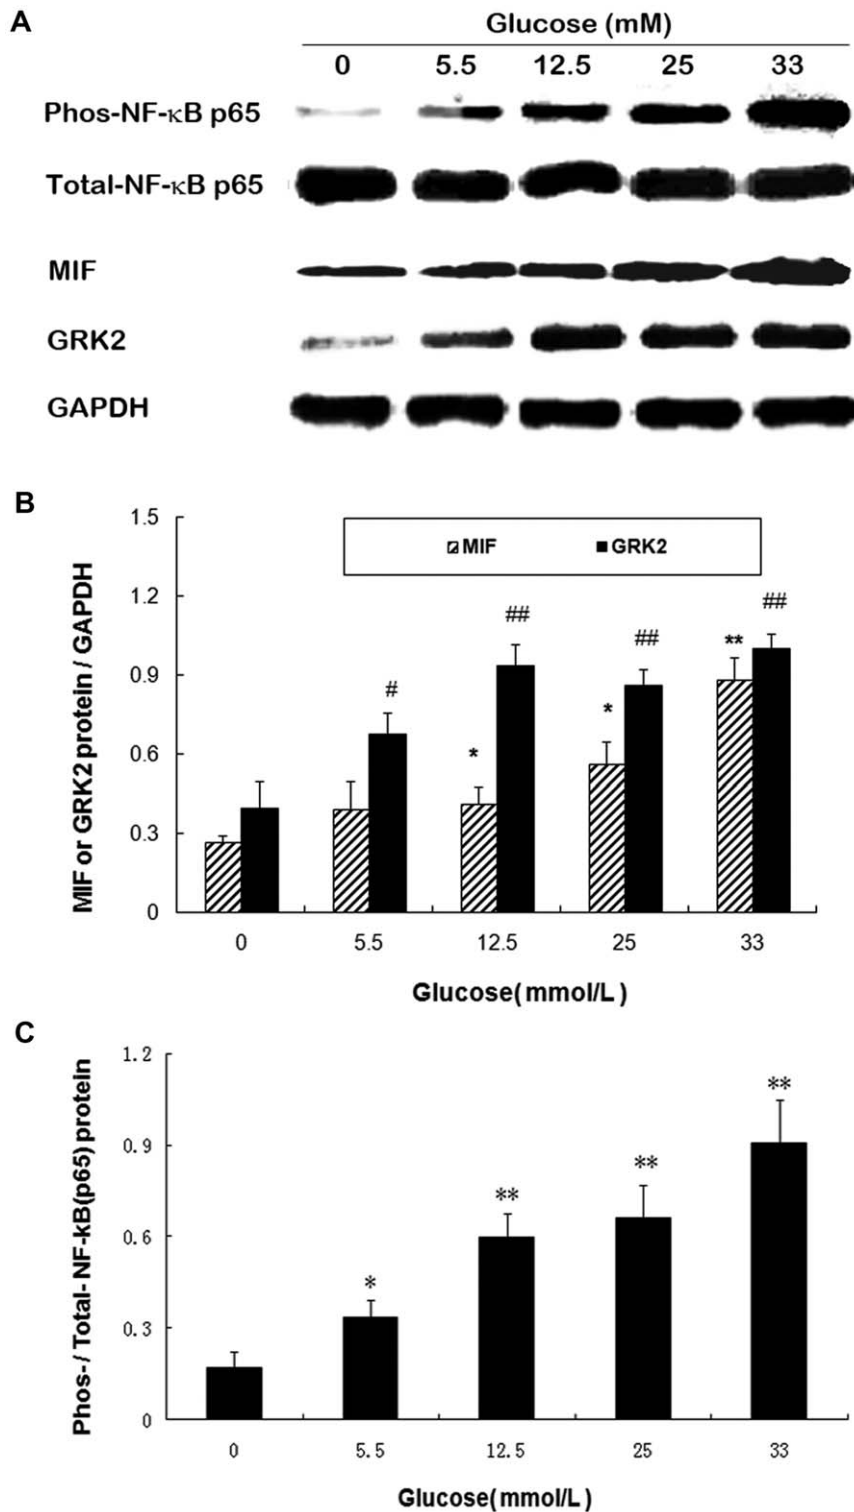 A
Glucose (mM)
0 5.5 12.5 25 33
Phos-NF-κB p65
Total-NF-κB p65
MIF
GRK2
GAPDH
B
MIF or GRK2 protein / GAPDH
1.5
1.2
0.9
0.6
0.3
0
MIF GRK2
#
*
##
*
##
**
##
0 5.5 12.5 25 33
Glucose( mmol/L )
C
Phos- / Total- NF-kB(p65) protein
1.2
0.9
0.6
0.3
0
*
**
**
**
0 5.5 12.5 25 33
Glucose( mmol/L)